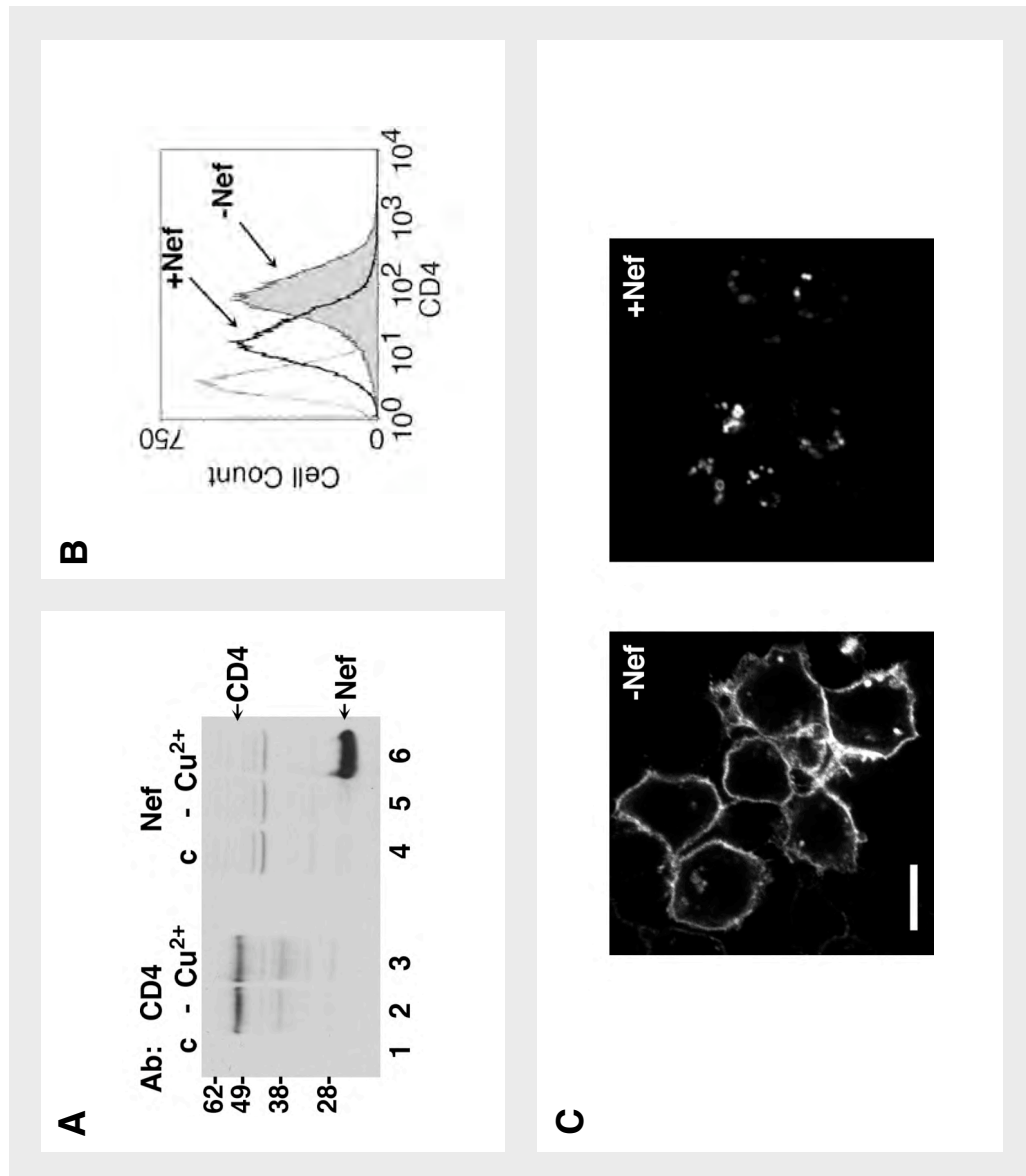 A
Ab: CD4 Nef
c - Cu2+ c - Cu2+
62-
49-
38-
28-
←CD4
←Nef
1 2 3 4 5 6
B
750
0
Cell Count
+Nef
-Nef
10^0 10^1 10^2 10^3 10^4
CD4
C
-Nef
+Nef